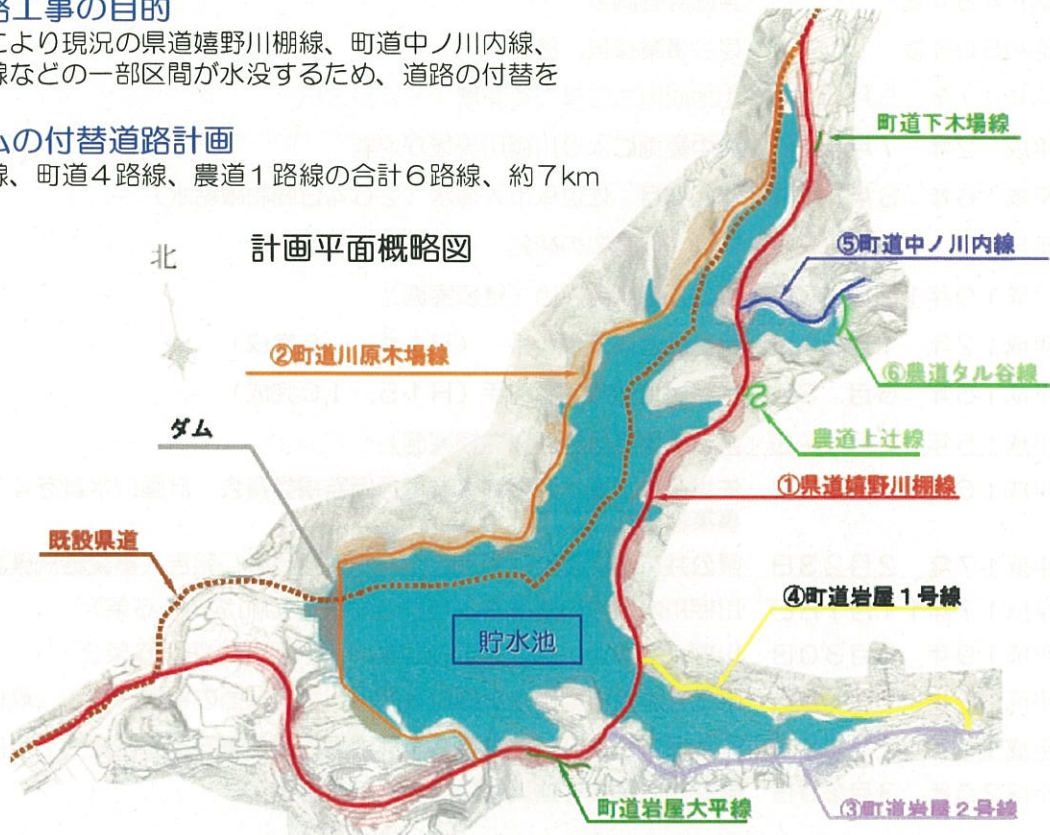 路工事の目的
により現況の県道嬉野川棚線、町道中ノ川内線、
線などの一部区間が水没するため、道路の付替を
ムの付替道路計画
線、町道4路線、農道1路線の合計6路線、約7km
計画平面概略図
北
町道下木場線
⑤町道中ノ川内線
②町道川原木場線
⑥農道タル谷線
ダム
農道上辻線
①県道嬉野川棚線
既設県道
④町道岩屋1号線
貯水池
町道岩屋大平線
③町道岩屋2号線